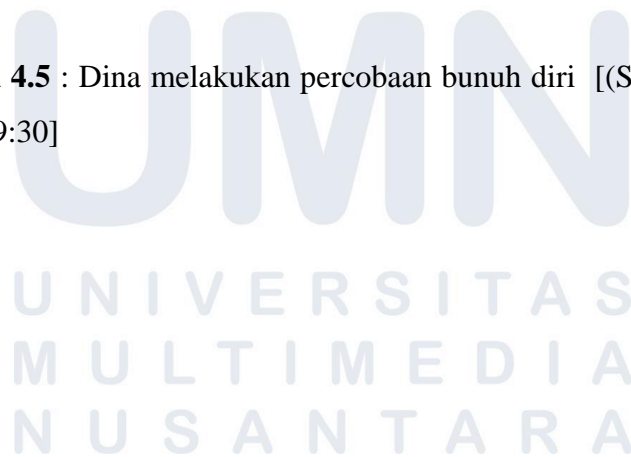 4.5 : Dina melakukan percobaan bunuh diri [(S
9:30]
UMN
UNIVERSITAS
MULTIMEDIA
NUSANTARA